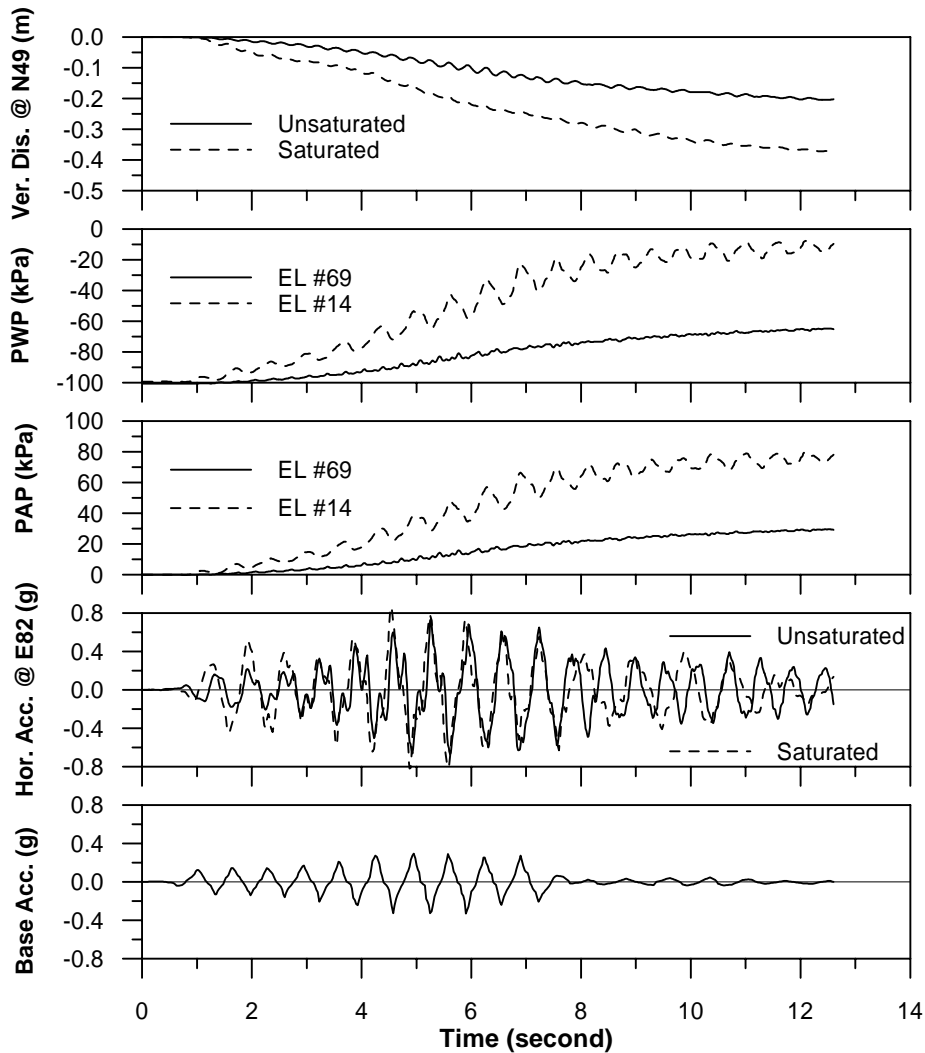 Ver. Dis. @ N49 (m)
0.0
-0.1
-0.2
-0.3
-0.4
-0.5
Unsaturated
Saturated
PWP (kPa)
0
-20
-40
-60
-80
-100
EL #69
EL #14
PAP (kPa)
100
80
60
40
20
0
EL #69
EL #14
Hor. Acc. @ E82 (g)
0.8
0.4
0.0
-0.4
-0.8
Unsaturated
Saturated
Base Acc. (g)
0.8
0.4
0.0
-0.4
-0.8
0 2 4 6 8 10 12 14
Time (second)